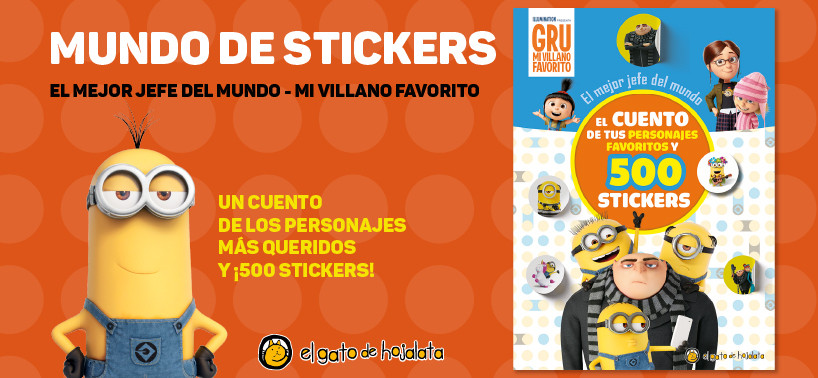 MUNDO DE STICKERS
EL MEJOR JEFE DEL MUNDO - MI VILLANO FAVORITO
UN CUENTO
DE LOS PERSONAJES
MÁS QUERIDOS
Y ¡500 STICKERS!
el gato de hojalata
ILLUMINATION PRESENTA
GRU
MI VILLANO
FAVORITO
El mejor jefe del mundo
EL CUENTO
DE TUS PERSONAJES
FAVORITOS Y
500
STICKERS
el gato de hojalata